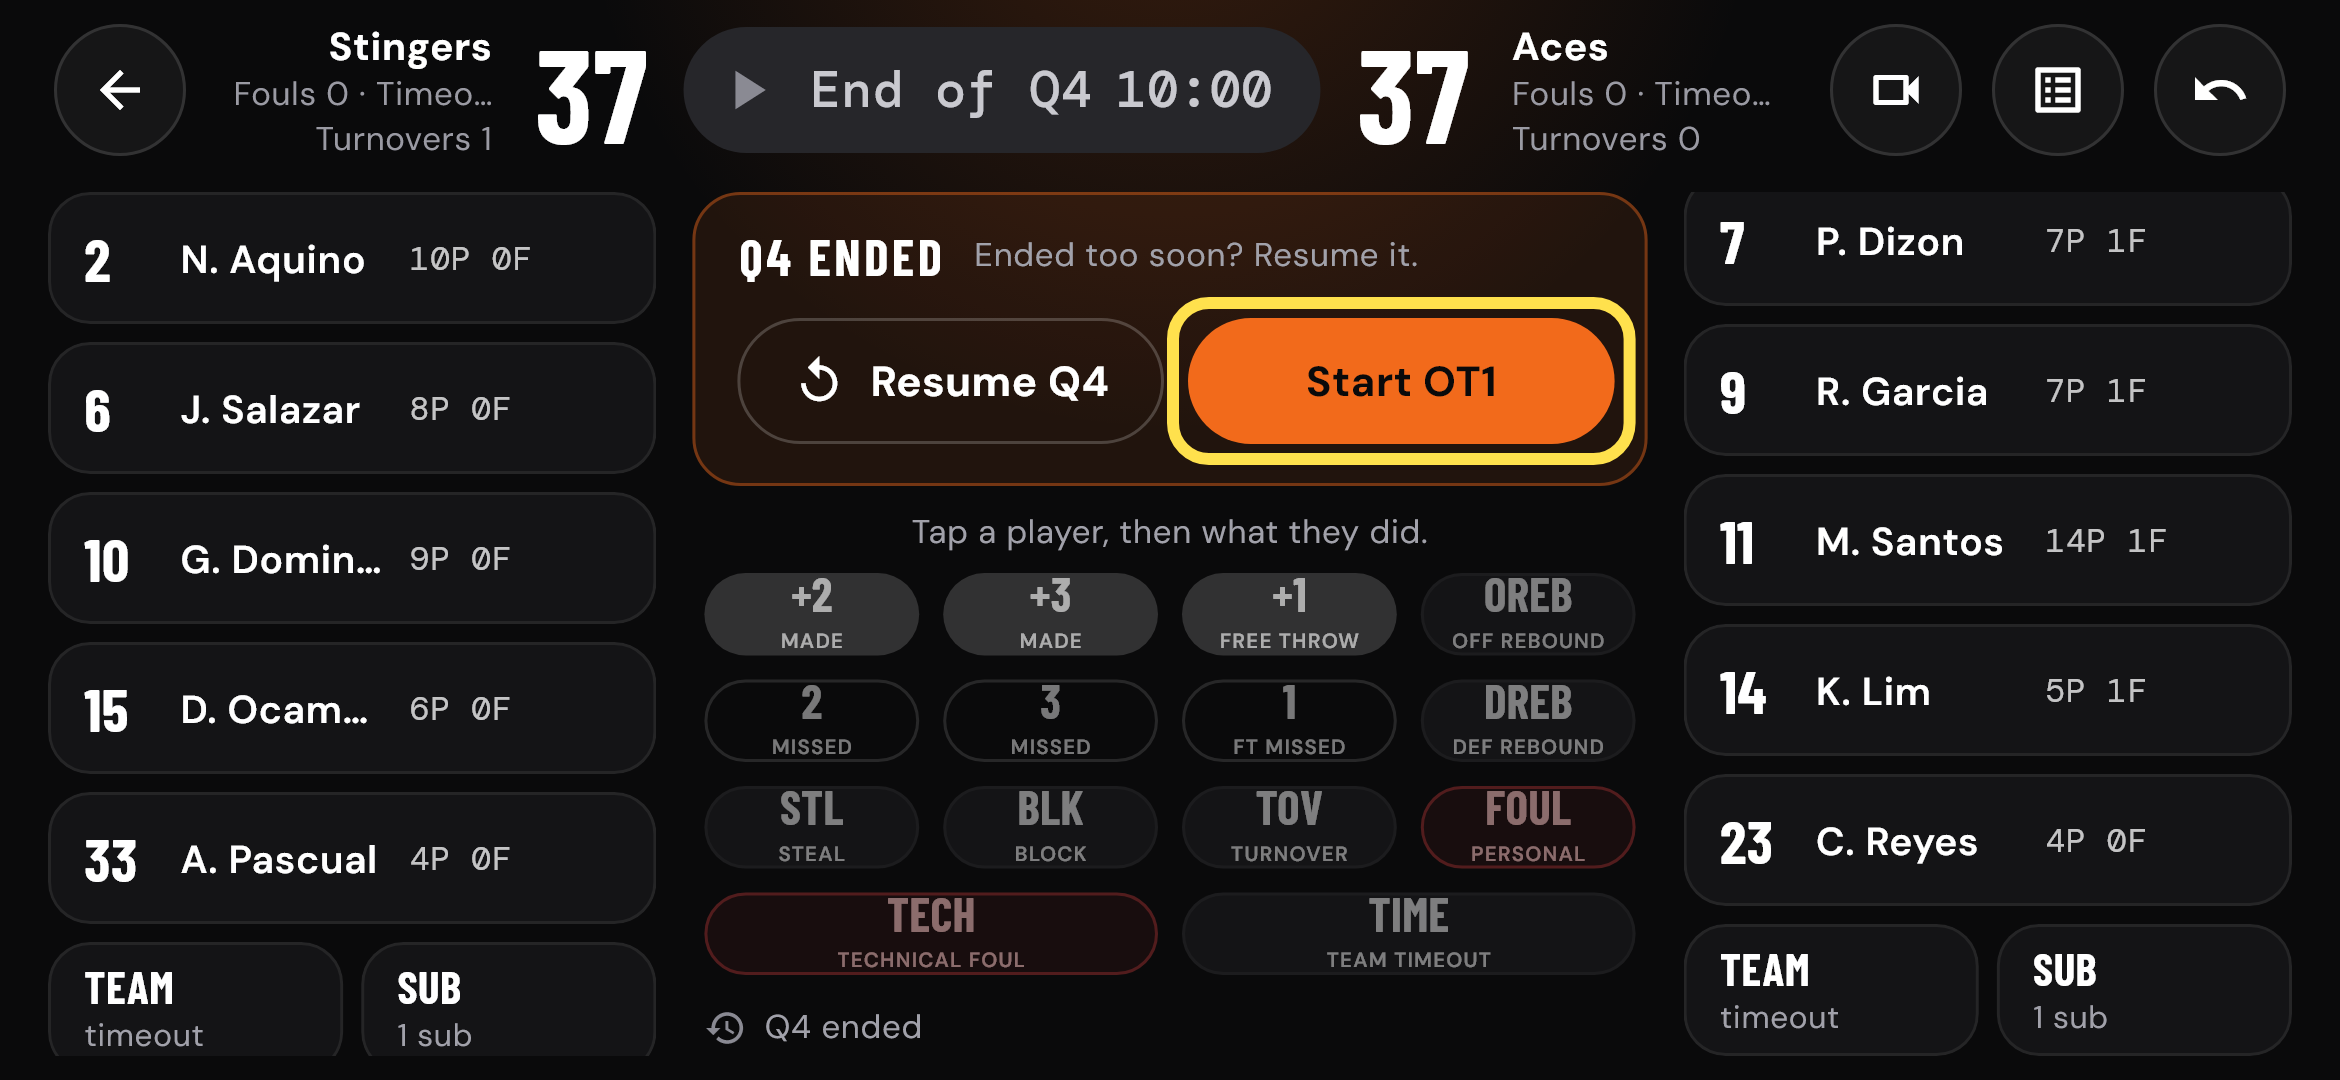 Stingers
Fouls 0 · Timeo...
Turnovers 1
37
End of Q4 10:00
37
Aces
Fouls 0 · Timeo...
Turnovers 0
2 N. Aquino 10P 0F
6 J. Salazar 8P 0F
10 G. Domin... 9P 0F
15 D. Ocam... 6P 0F
33 A. Pascual 4P 0F
TEAM
timeout
SUB
1 sub
Q4 ENDED Ended too soon? Resume it.
Resume Q4
Start OT1
Tap a player, then what they did.
+2
MADE
+3
MADE
+1
FREE THROW
OREB
OFF REBOUND
2
MISSED
3
MISSED
1
FT MISSED
DREB
DEF REBOUND
STL
STEAL
BLK
BLOCK
TOV
TURNOVER
FOUL
PERSONAL
TECH
TECHNICAL FOUL
TIME
TEAM TIMEOUT
Q4 ended
7 P. Dizon 7P 1F
9 R. Garcia 7P 1F
11 M. Santos 14P 1F
14 K. Lim 5P 1F
23 C. Reyes 4P 0F
TEAM
timeout
SUB
1 sub